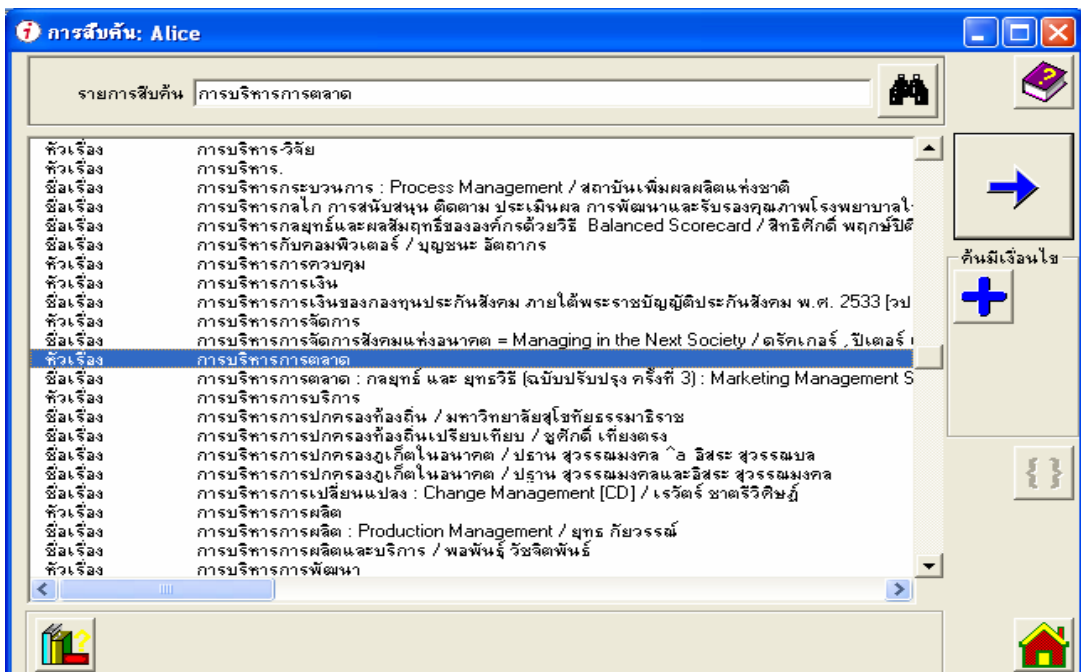 การสืบค้น: Alice
รายการสืบค้น การบริหารการตลาด
หัวเรื่อง การบริหาร-วิจัย
หัวเรื่อง การบริหาร.
ชื่อเรื่อง การบริหารกระบวนการ : Process Management / สถาบันเพิ่มผลผลิตแห่งชาติ
ชื่อเรื่อง การบริหารกลไก การสนับสนุน ติดตาม ประเมินผล การพัฒนาและรับรองคุณภาพโรงพยาบาลใ
ชื่อเรื่อง การบริหารกลยุทธ์และผลสัมฤทธิ์ขององค์กรด้วยวิธี Balanced Scorecard / สิทธิศักดิ์ พฤกษ์ปิติ
ชื่อเรื่อง การบริหารกับคอมพิวเตอร์ / บุญชนะ อัตถากร
หัวเรื่อง การบริหารการควบคุม
หัวเรื่อง การบริหารการเงิน
ชื่อเรื่อง การบริหารการเงินของกองทุนประกันสังคม ภายใต้พระราชบัญญัติประกันสังคม พ.ศ. 2533 [วป
หัวเรื่อง การบริหารการจัดการ
ชื่อเรื่อง การบริหารการจัดการสังคมแห่งอนาคต = Managing in the Next Society / ดรัคเกอร์ , ปีเตอร์
หัวเรื่อง การบริหารการตลาด
ชื่อเรื่อง การบริหารการตลาด : กลยุทธ์ และ ยุทธวิธี (ฉบับปรับปรุง ครั้งที่ 3) : Marketing Management S
หัวเรื่อง การบริหารการบริการ
ชื่อเรื่อง การบริหารการปกครองท้องถิ่น / มหาวิทยาลัยสุโขทัยธรรมาธิราช
ชื่อเรื่อง การบริหารการปกครองท้องถิ่นเปรียบเทียบ / ชูศักดิ์ เที่ยงตรง
ชื่อเรื่อง การบริหารการปกครองภูเก็ตในอนาคต / ปธาน สุวรรณมงคล ^a อิสระ สุวรรณบล
ชื่อเรื่อง การบริหารการปกครองภูเก็ตในอนาคต / ปธาน สุวรรณมงคลและอิสระ สุวรรณมงคล
ชื่อเรื่อง การบริหารการเปลี่ยนแปลง : Change Management [CD] / เรวัตร์ ชาตรีวิศิษฎ์
หัวเรื่อง การบริหารการผลิต
ชื่อเรื่อง การบริหารการผลิต : Production Management / ยุทธ กัยวรรณ์
ชื่อเรื่อง การบริหารการผลิตและบริการ / พลพันธุ์ วัชจิตพันธ์
หัวเรื่อง การบริหารการพัฒนา
ค้นมีเงื่อนไข